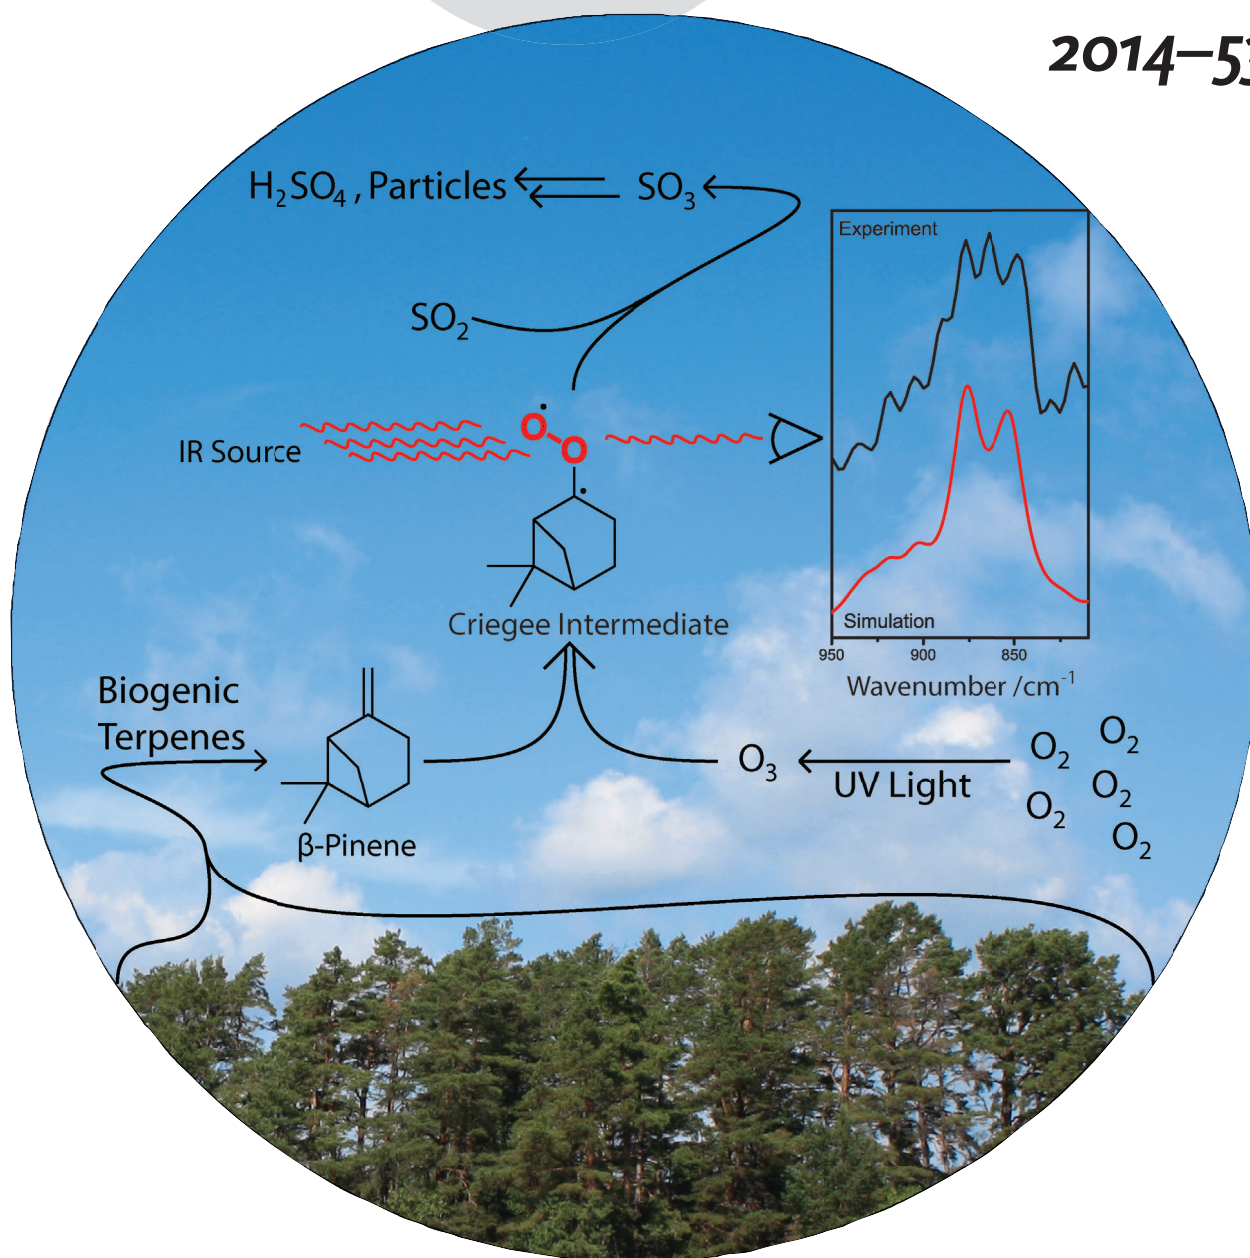 2014–53
H₂SO₄, Particles
SO₃
Experiment
SO₂
O
O
IR Source
Criegee Intermediate
Simulation
950
900
850
Wavenumber /cm⁻¹
Biogenic
Terpenes
O₃
UV Light
O₂
O₂
O₂
O₂
O₂
β-Pinene